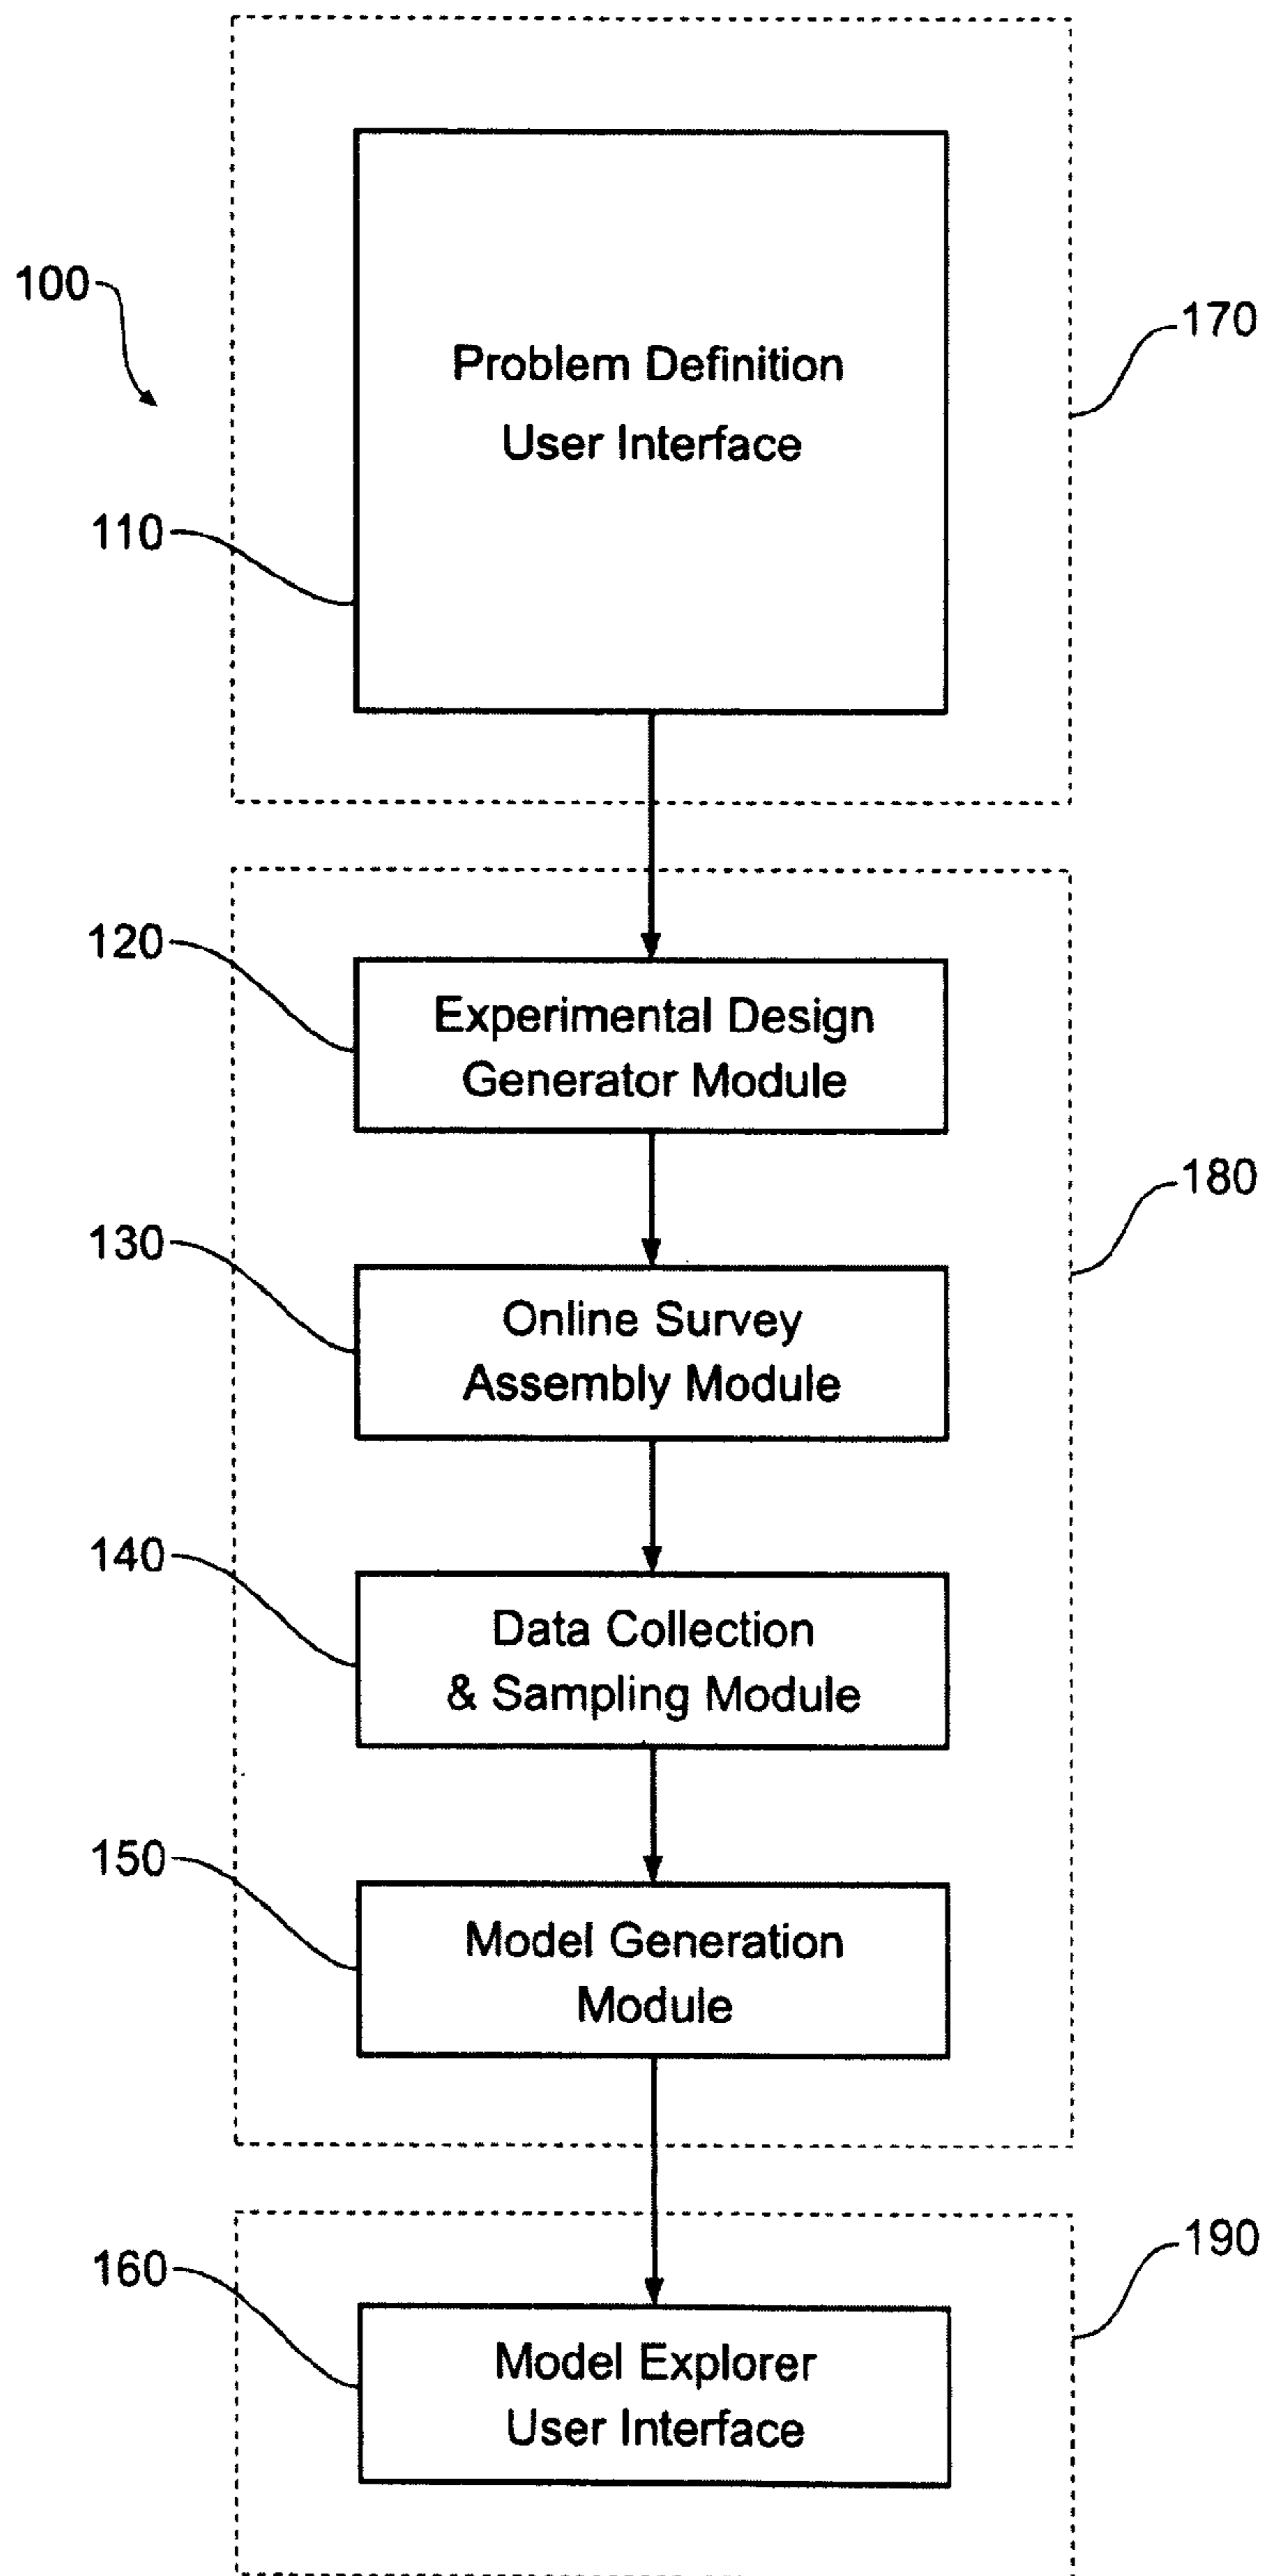 100
170
Problem Definition
User Interface
110
120
Experimental Design
Generator Module
180
130
Online Survey
Assembly Module
140
Data Collection
& Sampling Module
150
Model Generation
Module
190
160
Model Explorer
User Interface